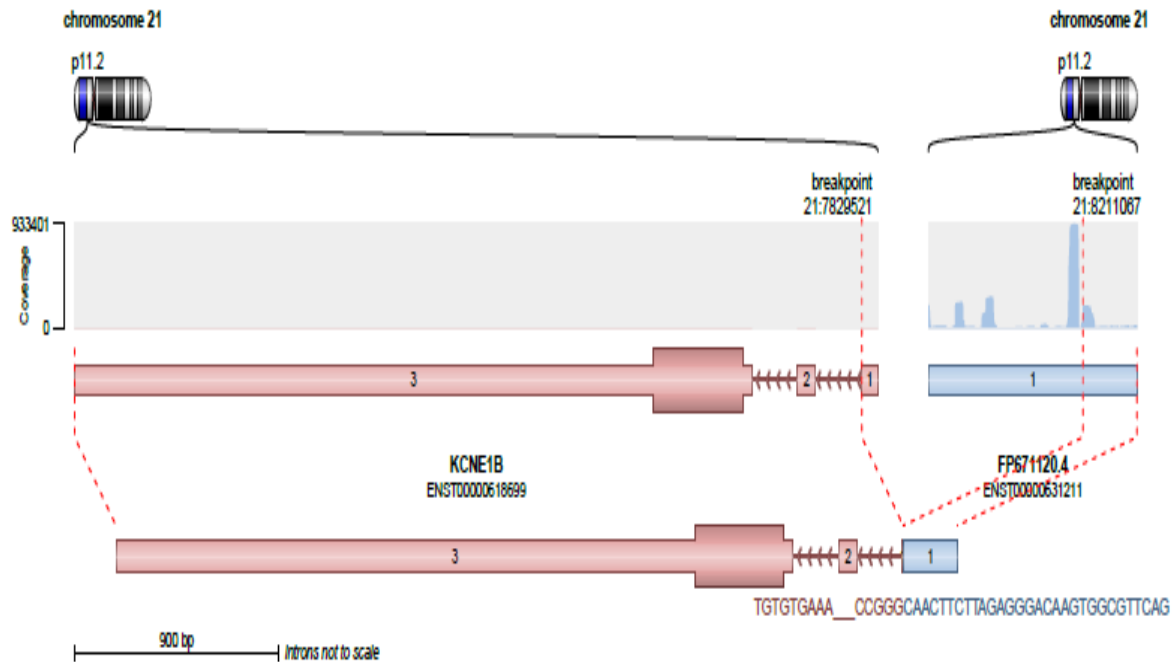 chromosome 21
chromosome 21
p11.2
p11.2
breakpoint
21:7829521
breakpoint
21:8211067
933401
Coverage
0
3
2
1
1
KCNE1B
ENST00000618699
FP671120.4
ENST00000631211
3
2
1
TGTGTGAAA___CCGGGCAACTTCTTAGAGGGACAAGTGGCGTTCAG
900 bp
Introns not to scale